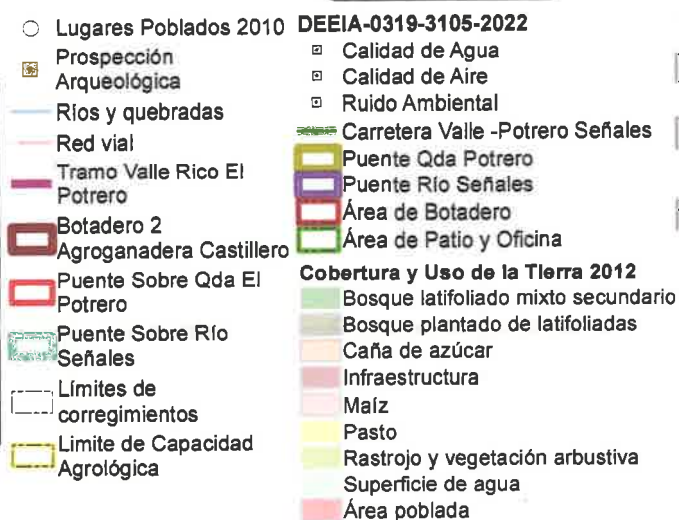 Lugares Poblados 2010
Prospección
Arqueológica
Ríos y quebradas
Red vial
Tramo Valle Rico El
Potrero
Botadero 2
Agroganadera Castillero
Puente Sobre Qda El
Potrero
Puente Sobre Río
Señales
Límites de
corregimientos
Limite de Capacidad
Agrológica
DEEIA-0319-3105-2022
Calidad de Agua
Calidad de Aire
Ruido Ambiental
Carretera Valle -Potrero Señales
Puente Qda Potrero
Puente Río Señales
Área de Botadero
Área de Patio y Oficina
Cobertura y Uso de la Tierra 2012
Bosque latifoliado mixto secundario
Bosque plantado de latifoliadas
Caña de azúcar
Infraestructura
Maíz
Pasto
Rastrojo y vegetación arbustiva
Superficie de agua
Área poblada